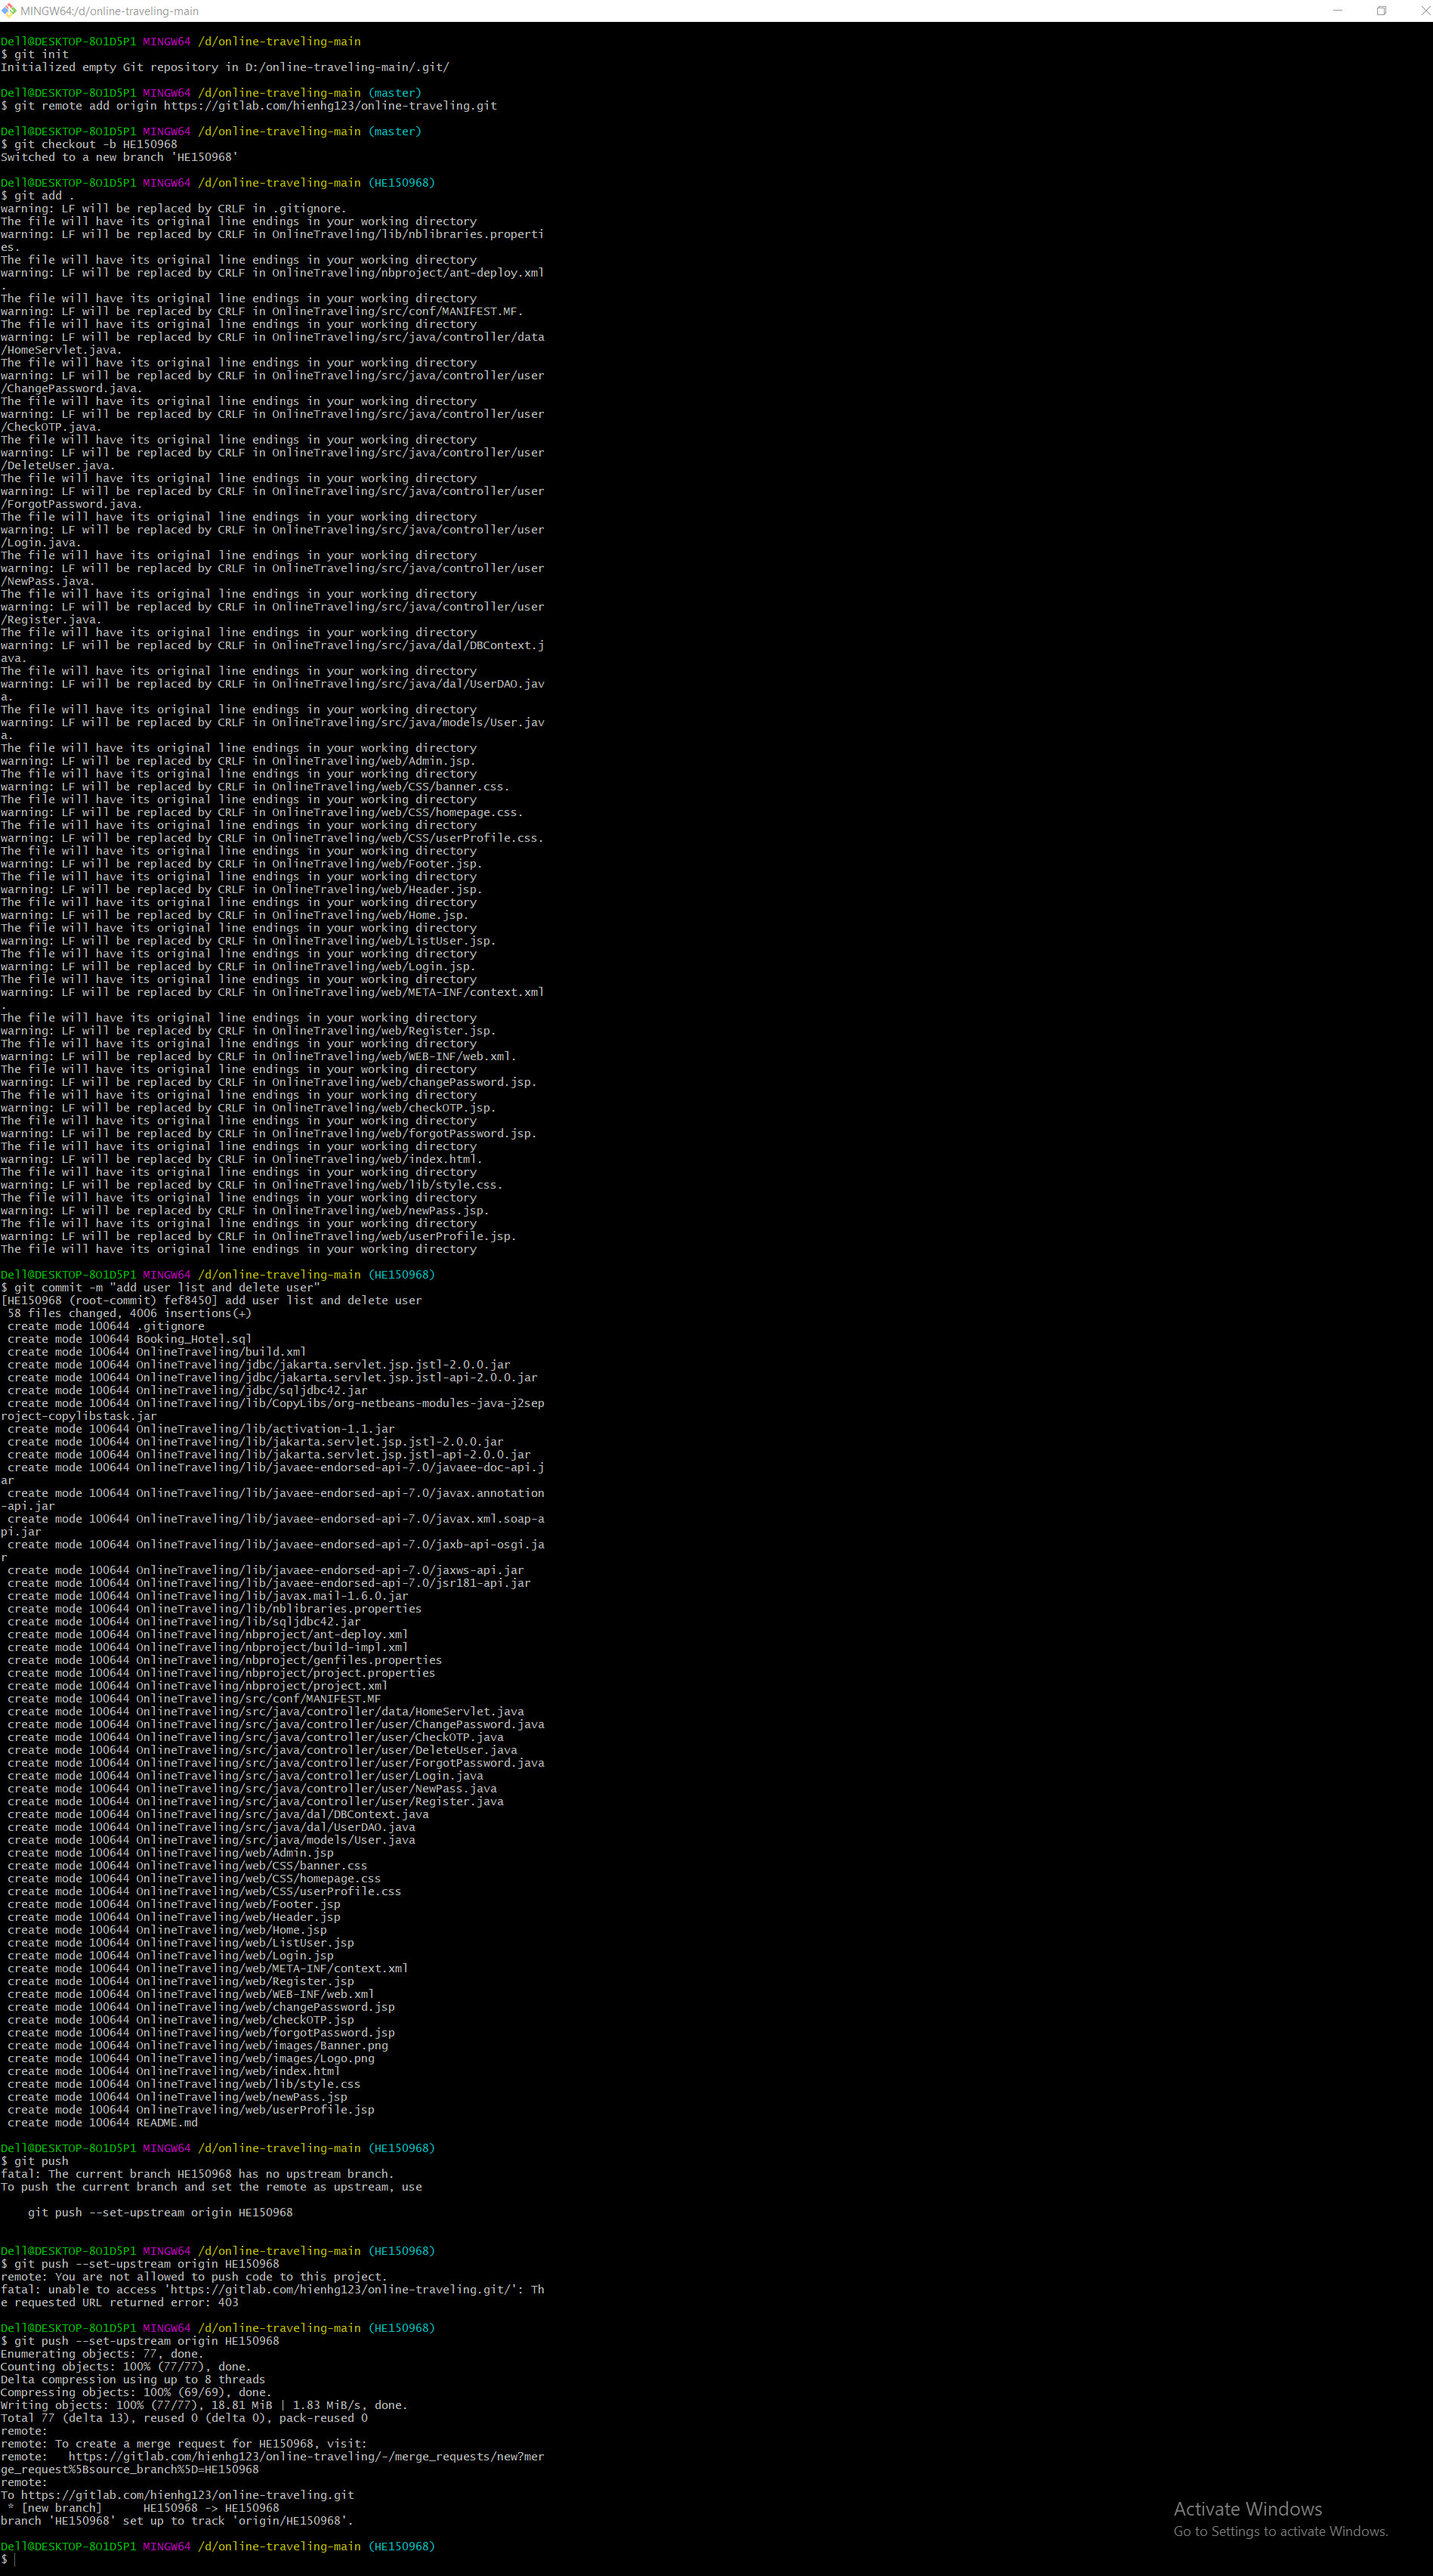 MINGW64:/d/online-traveling-main
Dell@DESKTOP-8O1D5P1 MINGW64 /d/online-traveling-main
$ git init
Initialized empty Git repository in D:/online-traveling-main/.git/
Dell@DESKTOP-8O1D5P1 MINGW64 /d/online-traveling-main (master)
$ git remote add origin https://gitlab.com/hienhg123/online-traveling.git
Dell@DESKTOP-8O1D5P1 MINGW64 /d/online-traveling-main (master)
$ git checkout -b HE150968
Switched to a new branch 'HE150968'
Dell@DESKTOP-8O1D5P1 MINGW64 /d/online-traveling-main (HE150968)
$ git add .
warning: LF will be replaced by CRLF in .gitignore.
The file will have its original line endings in your working directory
warning: LF will be replaced by CRLF in OnlineTraveling/lib/nblibraries.properti
es.
The file will have its original line endings in your working directory
warning: LF will be replaced by CRLF in OnlineTraveling/nbproject/ant-deploy.xml
.
The file will have its original line endings in your working directory
warning: LF will be replaced by CRLF in OnlineTraveling/src/conf/MANIFEST.MF.
The file will have its original line endings in your working directory
warning: LF will be replaced by CRLF in OnlineTraveling/src/java/controller/data
/HomeServlet.java.
The file will have its original line endings in your working directory
warning: LF will be replaced by CRLF in OnlineTraveling/src/java/controller/user
/ChangePassword.java.
The file will have its original line endings in your working directory
warning: LF will be replaced by CRLF in OnlineTraveling/src/java/controller/user
/CheckOTP.java.
The file will have its original line endings in your working directory
warning: LF will be replaced by CRLF in OnlineTraveling/src/java/controller/user
/DeleteUser.java.
The file will have its original line endings in your working directory
warning: LF will be replaced by CRLF in OnlineTraveling/src/java/controller/user
/ForgotPassword.java.
The file will have its original line endings in your working directory
warning: LF will be replaced by CRLF in OnlineTraveling/src/java/controller/user
/Login.java.
The file will have its original line endings in your working directory
warning: LF will be replaced by CRLF in OnlineTraveling/src/java/controller/user
/NewPass.java.
The file will have its original line endings in your working directory
warning: LF will be replaced by CRLF in OnlineTraveling/src/java/controller/user
/Register.java.
The file will have its original line endings in your working directory
warning: LF will be replaced by CRLF in OnlineTraveling/src/java/dal/DBContext.j
ava.
The file will have its original line endings in your working directory
warning: LF will be replaced by CRLF in OnlineTraveling/src/java/dal/UserDAO.jav
a.
The file will have its original line endings in your working directory
warning: LF will be replaced by CRLF in OnlineTraveling/src/java/models/User.jav
a.
The file will have its original line endings in your working directory
warning: LF will be replaced by CRLF in OnlineTraveling/web/Admin.jsp.
The file will have its original line endings in your working directory
warning: LF will be replaced by CRLF in OnlineTraveling/web/CSS/banner.css.
The file will have its original line endings in your working directory
warning: LF will be replaced by CRLF in OnlineTraveling/web/CSS/homepage.css.
The file will have its original line endings in your working directory
warning: LF will be replaced by CRLF in OnlineTraveling/web/CSS/userProfile.css.
The file will have its original line endings in your working directory
warning: LF will be replaced by CRLF in OnlineTraveling/web/Footer.jsp.
The file will have its original line endings in your working directory
warning: LF will be replaced by CRLF in OnlineTraveling/web/Header.jsp.
The file will have its original line endings in your working directory
warning: LF will be replaced by CRLF in OnlineTraveling/web/Home.jsp.
The file will have its original line endings in your working directory
warning: LF will be replaced by CRLF in OnlineTraveling/web/ListUser.jsp.
The file will have its original line endings in your working directory
warning: LF will be replaced by CRLF in OnlineTraveling/web/Login.jsp.
The file will have its original line endings in your working directory
warning: LF will be replaced by CRLF in OnlineTraveling/web/META-INF/context.xml
.
The file will have its original line endings in your working directory
warning: LF will be replaced by CRLF in OnlineTraveling/web/Register.jsp.
The file will have its original line endings in your working directory
warning: LF will be replaced by CRLF in OnlineTraveling/web/WEB-INF/web.xml.
The file will have its original line endings in your working directory
warning: LF will be replaced by CRLF in OnlineTraveling/web/changePassword.jsp.
The file will have its original line endings in your working directory
warning: LF will be replaced by CRLF in OnlineTraveling/web/checkOTP.jsp.
The file will have its original line endings in your working directory
warning: LF will be replaced by CRLF in OnlineTraveling/web/forgotPassword.jsp.
The file will have its original line endings in your working directory
warning: LF will be replaced by CRLF in OnlineTraveling/web/index.html.
The file will have its original line endings in your working directory
warning: LF will be replaced by CRLF in OnlineTraveling/web/lib/style.css.
The file will have its original line endings in your working directory
warning: LF will be replaced by CRLF in OnlineTraveling/web/newPass.jsp.
The file will have its original line endings in your working directory
warning: LF will be replaced by CRLF in OnlineTraveling/web/userProfile.jsp.
The file will have its original line endings in your working directory
Dell@DESKTOP-8O1D5P1 MINGW64 /d/online-traveling-main (HE150968)
$ git commit -m "add user list and delete user"
[HE150968 (root-commit) fef8450] add user list and delete user
58 files changed, 4006 insertions(+)
create mode 100644 .gitignore
create mode 100644 Booking_Hotel.sql
create mode 100644 OnlineTraveling/build.xml
create mode 100644 OnlineTraveling/jdbc/jakarta.servlet.jsp.jstl-2.0.0.jar
create mode 100644 OnlineTraveling/jdbc/jakarta.servlet.jsp.jstl-api-2.0.0.jar
create mode 100644 OnlineTraveling/jdbc/sqljdbc42.jar
create mode 100644 OnlineTraveling/lib/CopyLibs/org-netbeans-modules-java-j2sep
roject-copylibstask.jar
create mode 100644 OnlineTraveling/lib/activation-1.1.jar
create mode 100644 OnlineTraveling/lib/jakarta.servlet.jsp.jstl-2.0.0.jar
create mode 100644 OnlineTraveling/lib/jakarta.servlet.jsp.jstl-api-2.0.0.jar
create mode 100644 OnlineTraveling/lib/javaee-endorsed-api-7.0/javaee-doc-api.j
ar
create mode 100644 OnlineTraveling/lib/javaee-endorsed-api-7.0/javax.annotation
-api.jar
create mode 100644 OnlineTraveling/lib/javaee-endorsed-api-7.0/javax.xml.soap-a
pi.jar
create mode 100644 OnlineTraveling/lib/javaee-endorsed-api-7.0/jaxb-api-osgi.ja
r
create mode 100644 OnlineTraveling/lib/javaee-endorsed-api-7.0/jaxws-api.jar
create mode 100644 OnlineTraveling/lib/javaee-endorsed-api-7.0/jsr181-api.jar
create mode 100644 OnlineTraveling/lib/javax.mail-1.6.0.jar
create mode 100644 OnlineTraveling/lib/nblibraries.properties
create mode 100644 OnlineTraveling/lib/sqljdbc42.jar
create mode 100644 OnlineTraveling/nbproject/ant-deploy.xml
create mode 100644 OnlineTraveling/nbproject/build-impl.xml
create mode 100644 OnlineTraveling/nbproject/genfiles.properties
create mode 100644 OnlineTraveling/nbproject/project.properties
create mode 100644 OnlineTraveling/nbproject/project.xml
create mode 100644 OnlineTraveling/src/conf/MANIFEST.MF
create mode 100644 OnlineTraveling/src/java/controller/data/HomeServlet.java
create mode 100644 OnlineTraveling/src/java/controller/user/ChangePassword.java
create mode 100644 OnlineTraveling/src/java/controller/user/CheckOTP.java
create mode 100644 OnlineTraveling/src/java/controller/user/DeleteUser.java
create mode 100644 OnlineTraveling/src/java/controller/user/ForgotPassword.java
create mode 100644 OnlineTraveling/src/java/controller/user/Login.java
create mode 100644 OnlineTraveling/src/java/controller/user/NewPass.java
create mode 100644 OnlineTraveling/src/java/controller/user/Register.java
create mode 100644 OnlineTraveling/src/java/dal/DBContext.java
create mode 100644 OnlineTraveling/src/java/dal/UserDAO.java
create mode 100644 OnlineTraveling/src/java/models/User.java
create mode 100644 OnlineTraveling/web/Admin.jsp
create mode 100644 OnlineTraveling/web/CSS/banner.css
create mode 100644 OnlineTraveling/web/CSS/homepage.css
create mode 100644 OnlineTraveling/web/CSS/userProfile.css
create mode 100644 OnlineTraveling/web/Footer.jsp
create mode 100644 OnlineTraveling/web/Header.jsp
create mode 100644 OnlineTraveling/web/Home.jsp
create mode 100644 OnlineTraveling/web/ListUser.jsp
create mode 100644 OnlineTraveling/web/Login.jsp
create mode 100644 OnlineTraveling/web/META-INF/context.xml
create mode 100644 OnlineTraveling/web/Register.jsp
create mode 100644 OnlineTraveling/web/WEB-INF/web.xml
create mode 100644 OnlineTraveling/web/changePassword.jsp
create mode 100644 OnlineTraveling/web/checkOTP.jsp
create mode 100644 OnlineTraveling/web/forgotPassword.jsp
create mode 100644 OnlineTraveling/web/images/Banner.png
create mode 100644 OnlineTraveling/web/images/Logo.png
create mode 100644 OnlineTraveling/web/index.html
create mode 100644 OnlineTraveling/web/lib/style.css
create mode 100644 OnlineTraveling/web/newPass.jsp
create mode 100644 OnlineTraveling/web/userProfile.jsp
create mode 100644 README.md
Dell@DESKTOP-8O1D5P1 MINGW64 /d/online-traveling-main (HE150968)
$ git push
fatal: The current branch HE150968 has no upstream branch.
To push the current branch and set the remote as upstream, use
git push --set-upstream origin HE150968
Dell@DESKTOP-8O1D5P1 MINGW64 /d/online-traveling-main (HE150968)
$ git push --set-upstream origin HE150968
remote: You are not allowed to push code to this project.
fatal: unable to access 'https://gitlab.com/hienhg123/online-traveling.git/': Th
e requested URL returned error: 403
Dell@DESKTOP-8O1D5P1 MINGW64 /d/online-traveling-main (HE150968)
$ git push --set-upstream origin HE150968
Enumerating objects: 77, done.
Counting objects: 100% (77/77), done.
Delta compression using up to 8 threads
Compressing objects: 100% (69/69), done.
Writing objects: 100% (77/77), 18.81 MiB | 1.83 MiB/s, done.
Total 77 (delta 13), reused 0 (delta 0), pack-reused 0
remote:
remote: To create a merge request for HE150968, visit:
remote:   https://gitlab.com/hienhg123/online-traveling/-/merge_requests/new?mer
ge_request%5Bsource_branch%5D=HE150968
remote:
To https://gitlab.com/hienhg123/online-traveling.git
* [new branch]      HE150968 -> HE150968
branch 'HE150968' set up to track 'origin/HE150968'.
Dell@DESKTOP-8O1D5P1 MINGW64 /d/online-traveling-main (HE150968)
$
Activate Windows
Go to Settings to activate Windows.